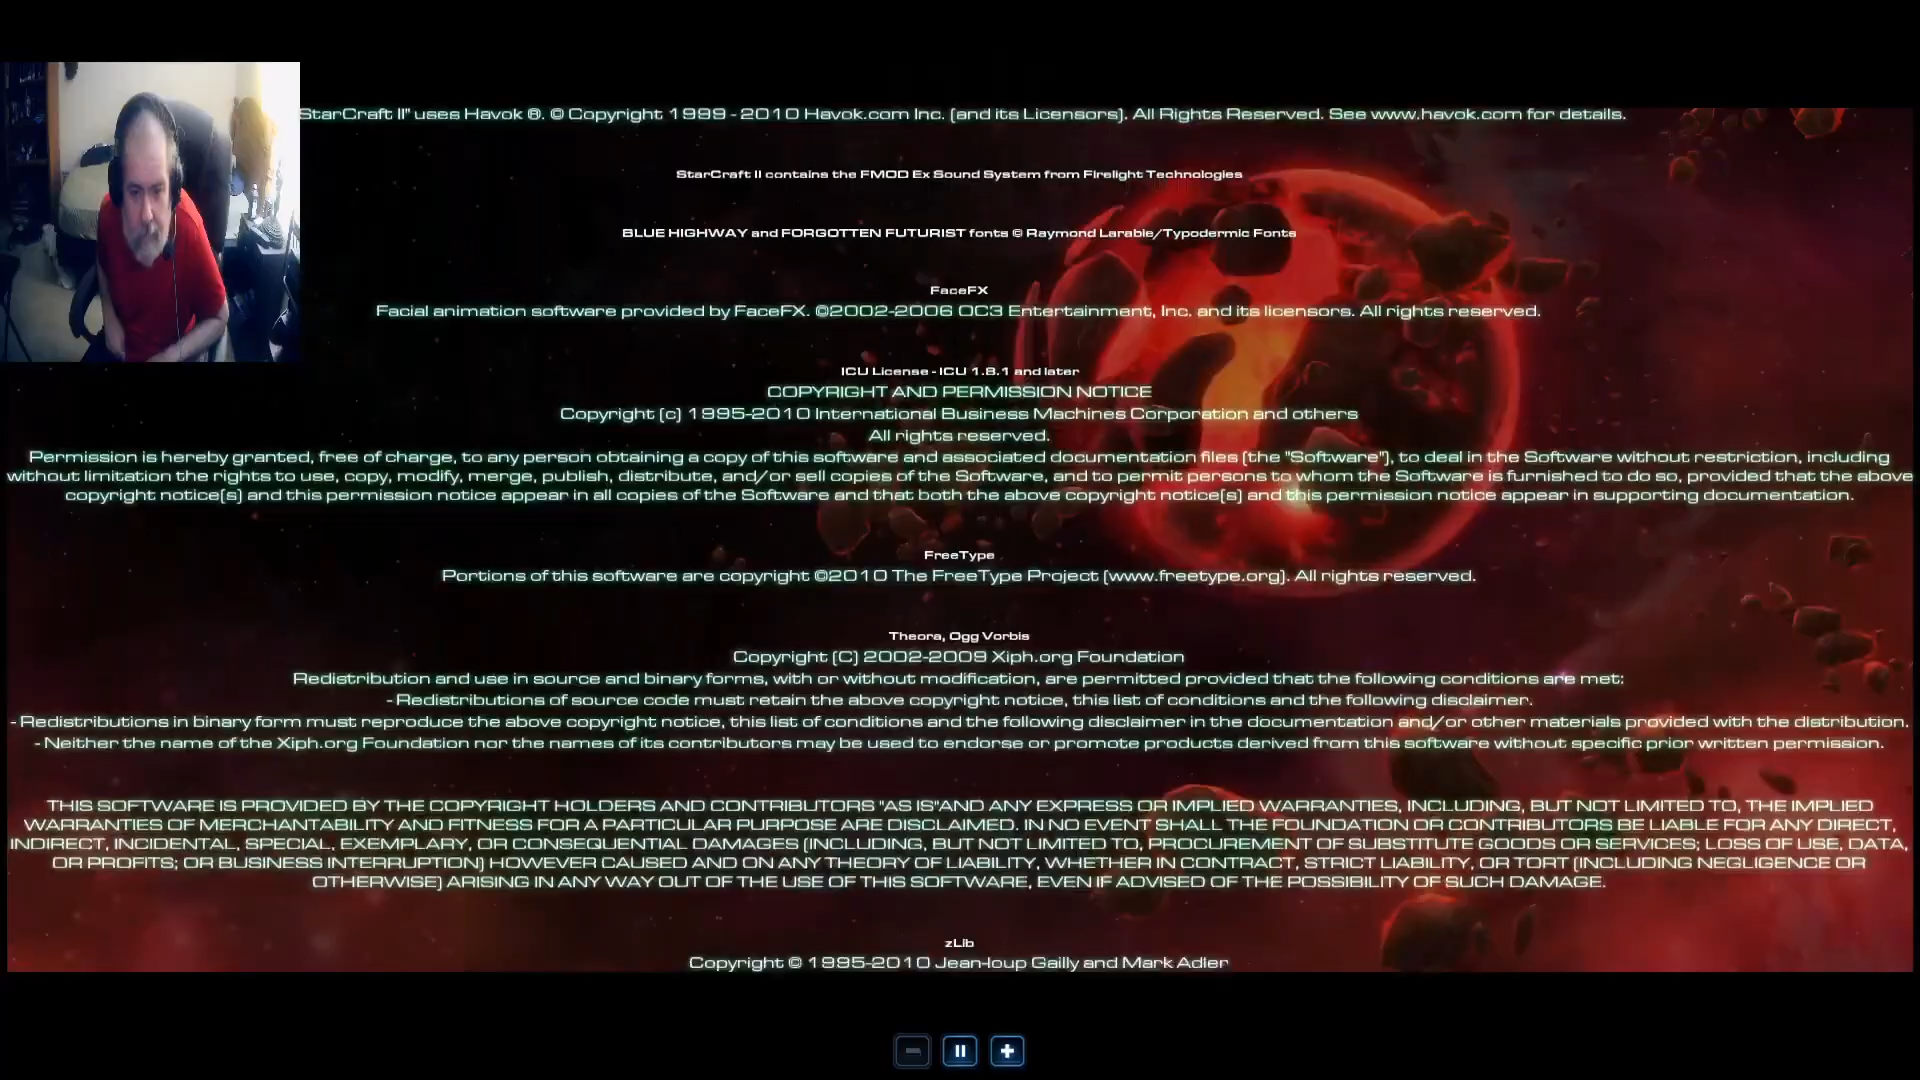 StarCraft II" uses Havok ®. © Copyright 1999 - 2010 Havok.com Inc. (and its Licensors). All Rights Reserved. See www.havok.com for details.
StarCraft II contains the FMOD Ex Sound System from Firelight Technologies
BLUE HIGHWAY and FORGOTTEN FUTURIST fonts © Raymond Larabie/Typodermic Fonts
FaceFX
Facial animation software provided by FaceFX. ©2002-2006 OC3 Entertainment, Inc. and its licensors. All rights reserved.
ICU License - ICU 1.8.1 and later
COPYRIGHT AND PERMISSION NOTICE
Copyright (c) 1995-2010 International Business Machines Corporation and others
All rights reserved.
Permission is hereby granted, free of charge, to any person obtaining a copy of this software and associated documentation files (the "Software"), to deal in the Software without restriction, including
without limitation the rights to use, copy, modify, merge, publish, distribute, and/or sell copies of the Software, and to permit persons to whom the Software is furnished to do so, provided that the above
copyright notice(s) and this permission notice appear in all copies of the Software and that both the above copyright notice(s) and this permission notice appear in supporting documentation.
FreeType
Portions of this software are copyright ©2010 The FreeType Project (www.freetype.org). All rights reserved.
Theora, Ogg Vorbis
Copyright (C) 2002-2009 Xiph.org Foundation
Redistribution and use in source and binary forms, with or without modification, are permitted provided that the following conditions are met:
- Redistributions of source code must retain the above copyright notice, this list of conditions and the following disclaimer.
- Redistributions in binary form must reproduce the above copyright notice, this list of conditions and the following disclaimer in the documentation and/or other materials provided with the distribution.
- Neither the name of the Xiph.org Foundation nor the names of its contributors may be used to endorse or promote products derived from this software without specific prior written permission.
THIS SOFTWARE IS PROVIDED BY THE COPYRIGHT HOLDERS AND CONTRIBUTORS "AS IS"AND ANY EXPRESS OR IMPLIED WARRANTIES, INCLUDING, BUT NOT LIMITED TO, THE IMPLIED
WARRANTIES OF MERCHANTABILITY AND FITNESS FOR A PARTICULAR PURPOSE ARE DISCLAIMED. IN NO EVENT SHALL THE FOUNDATION OR CONTRIBUTORS BE LIABLE FOR ANY DIRECT,
INDIRECT, INCIDENTAL, SPECIAL, EXEMPLARY, OR CONSEQUENTIAL DAMAGES (INCLUDING, BUT NOT LIMITED TO, PROCUREMENT OF SUBSTITUTE GOODS OR SERVICES; LOSS OF USE, DATA,
OR PROFITS; OR BUSINESS INTERRUPTION) HOWEVER CAUSED AND ON ANY THEORY OF LIABILITY, WHETHER IN CONTRACT, STRICT LIABILITY, OR TORT (INCLUDING NEGLIGENCE OR
OTHERWISE) ARISING IN ANY WAY OUT OF THE USE OF THIS SOFTWARE, EVEN IF ADVISED OF THE POSSIBILITY OF SUCH DAMAGE.
zLib
Copyright © 1995-2010 Jean-loup Gailly and Mark Adler